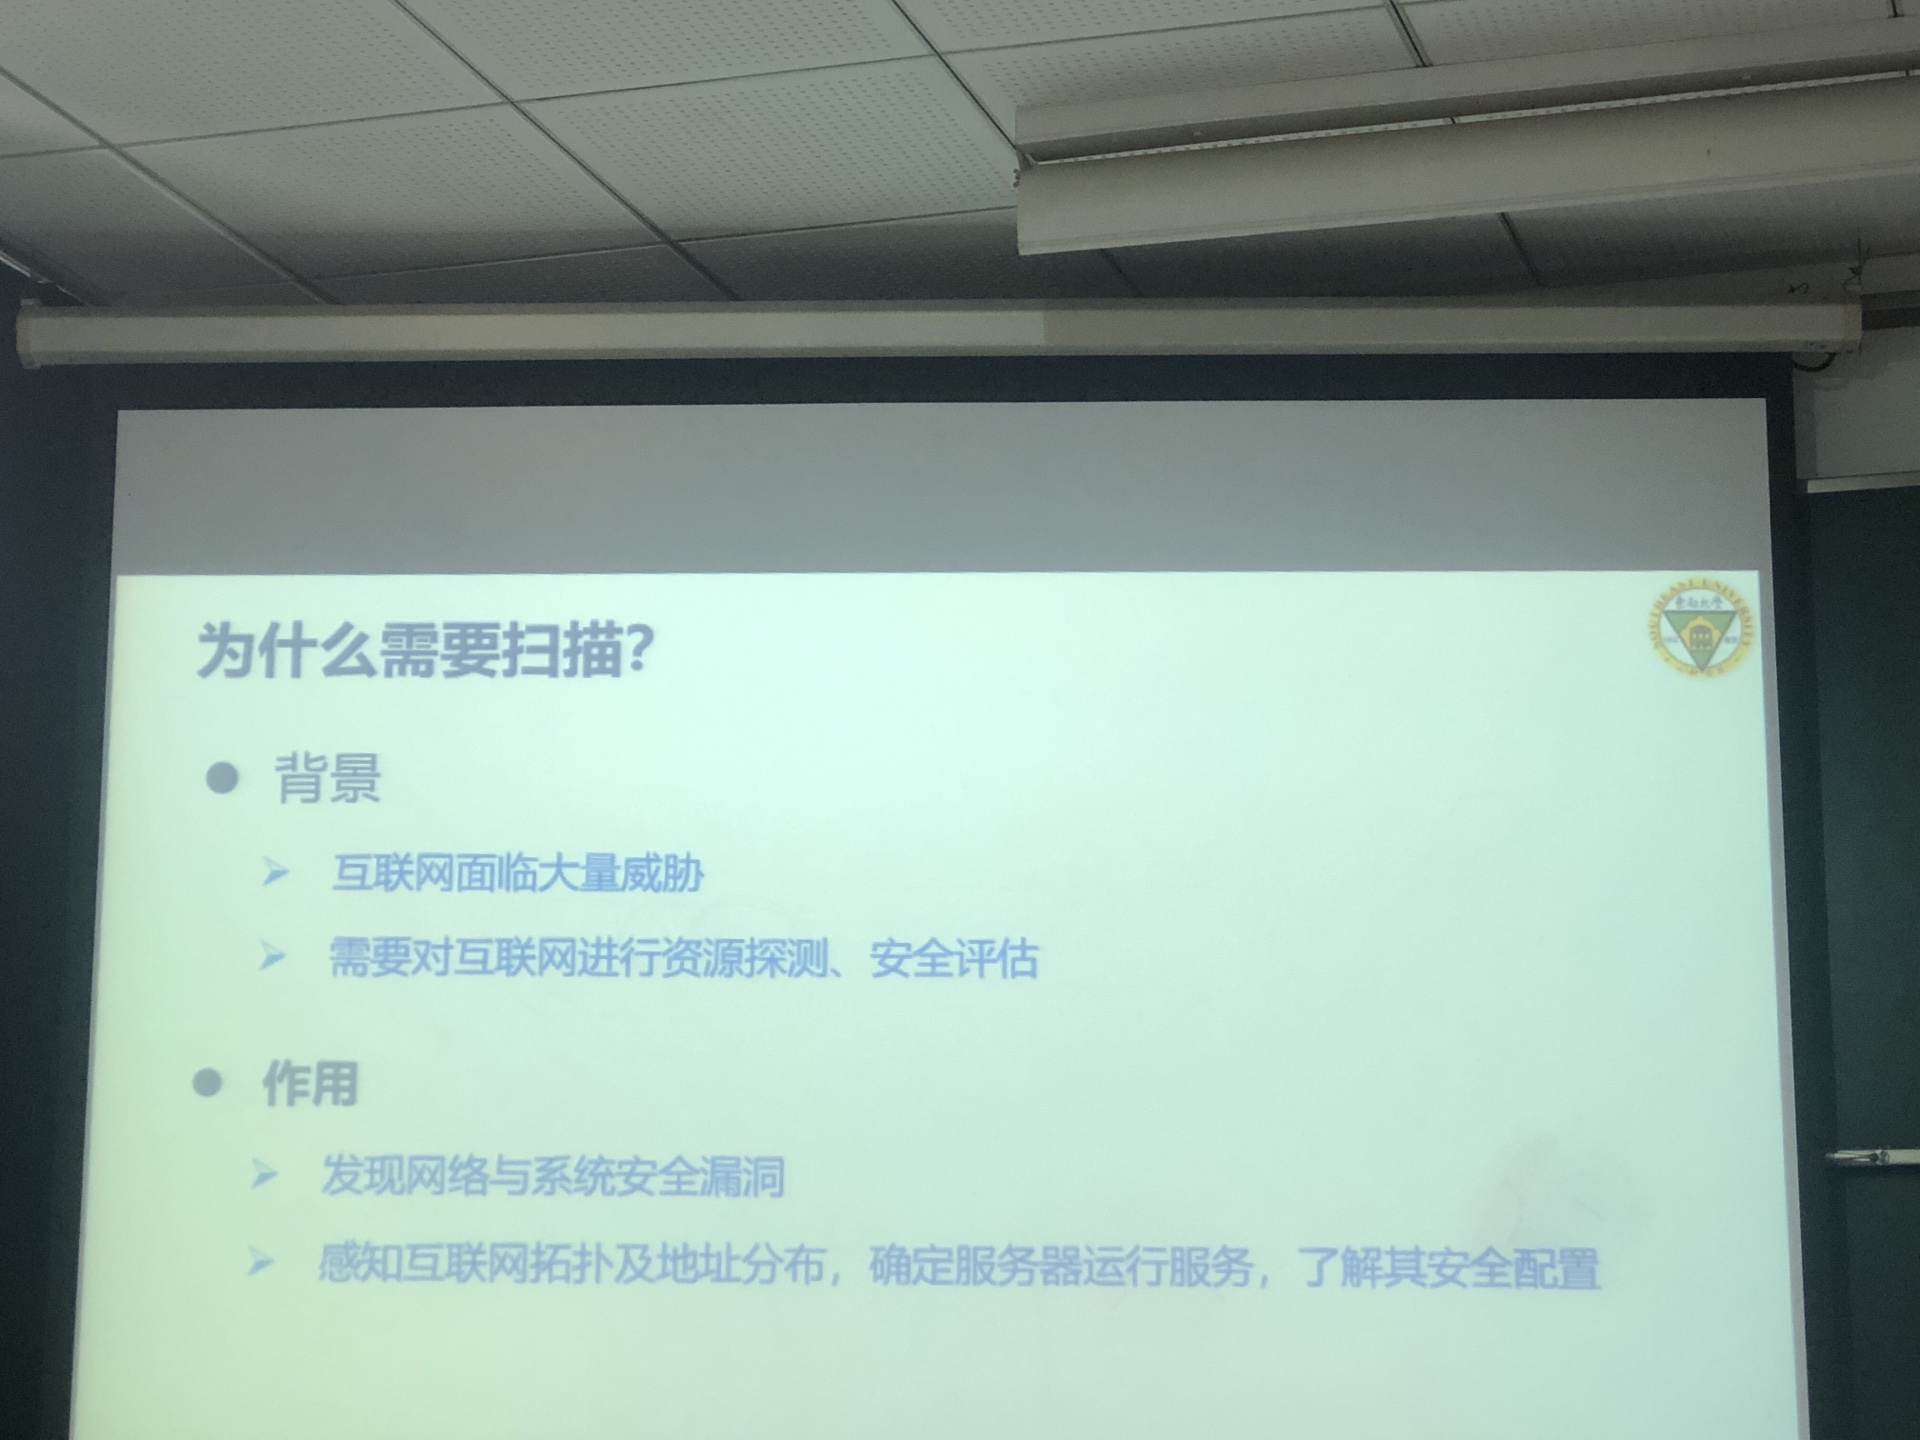 为什么需要扫描?
SOUTHEAST UNIVERSITY
● 背景
➢ 互联网面临大量威胁
➢ 需要对互联网进行资源探测、安全评估
● 作用
➢ 发现网络与系统安全漏洞
➢ 感知互联网拓扑及地址分布，确定服务器运行服务，了解其安全配置